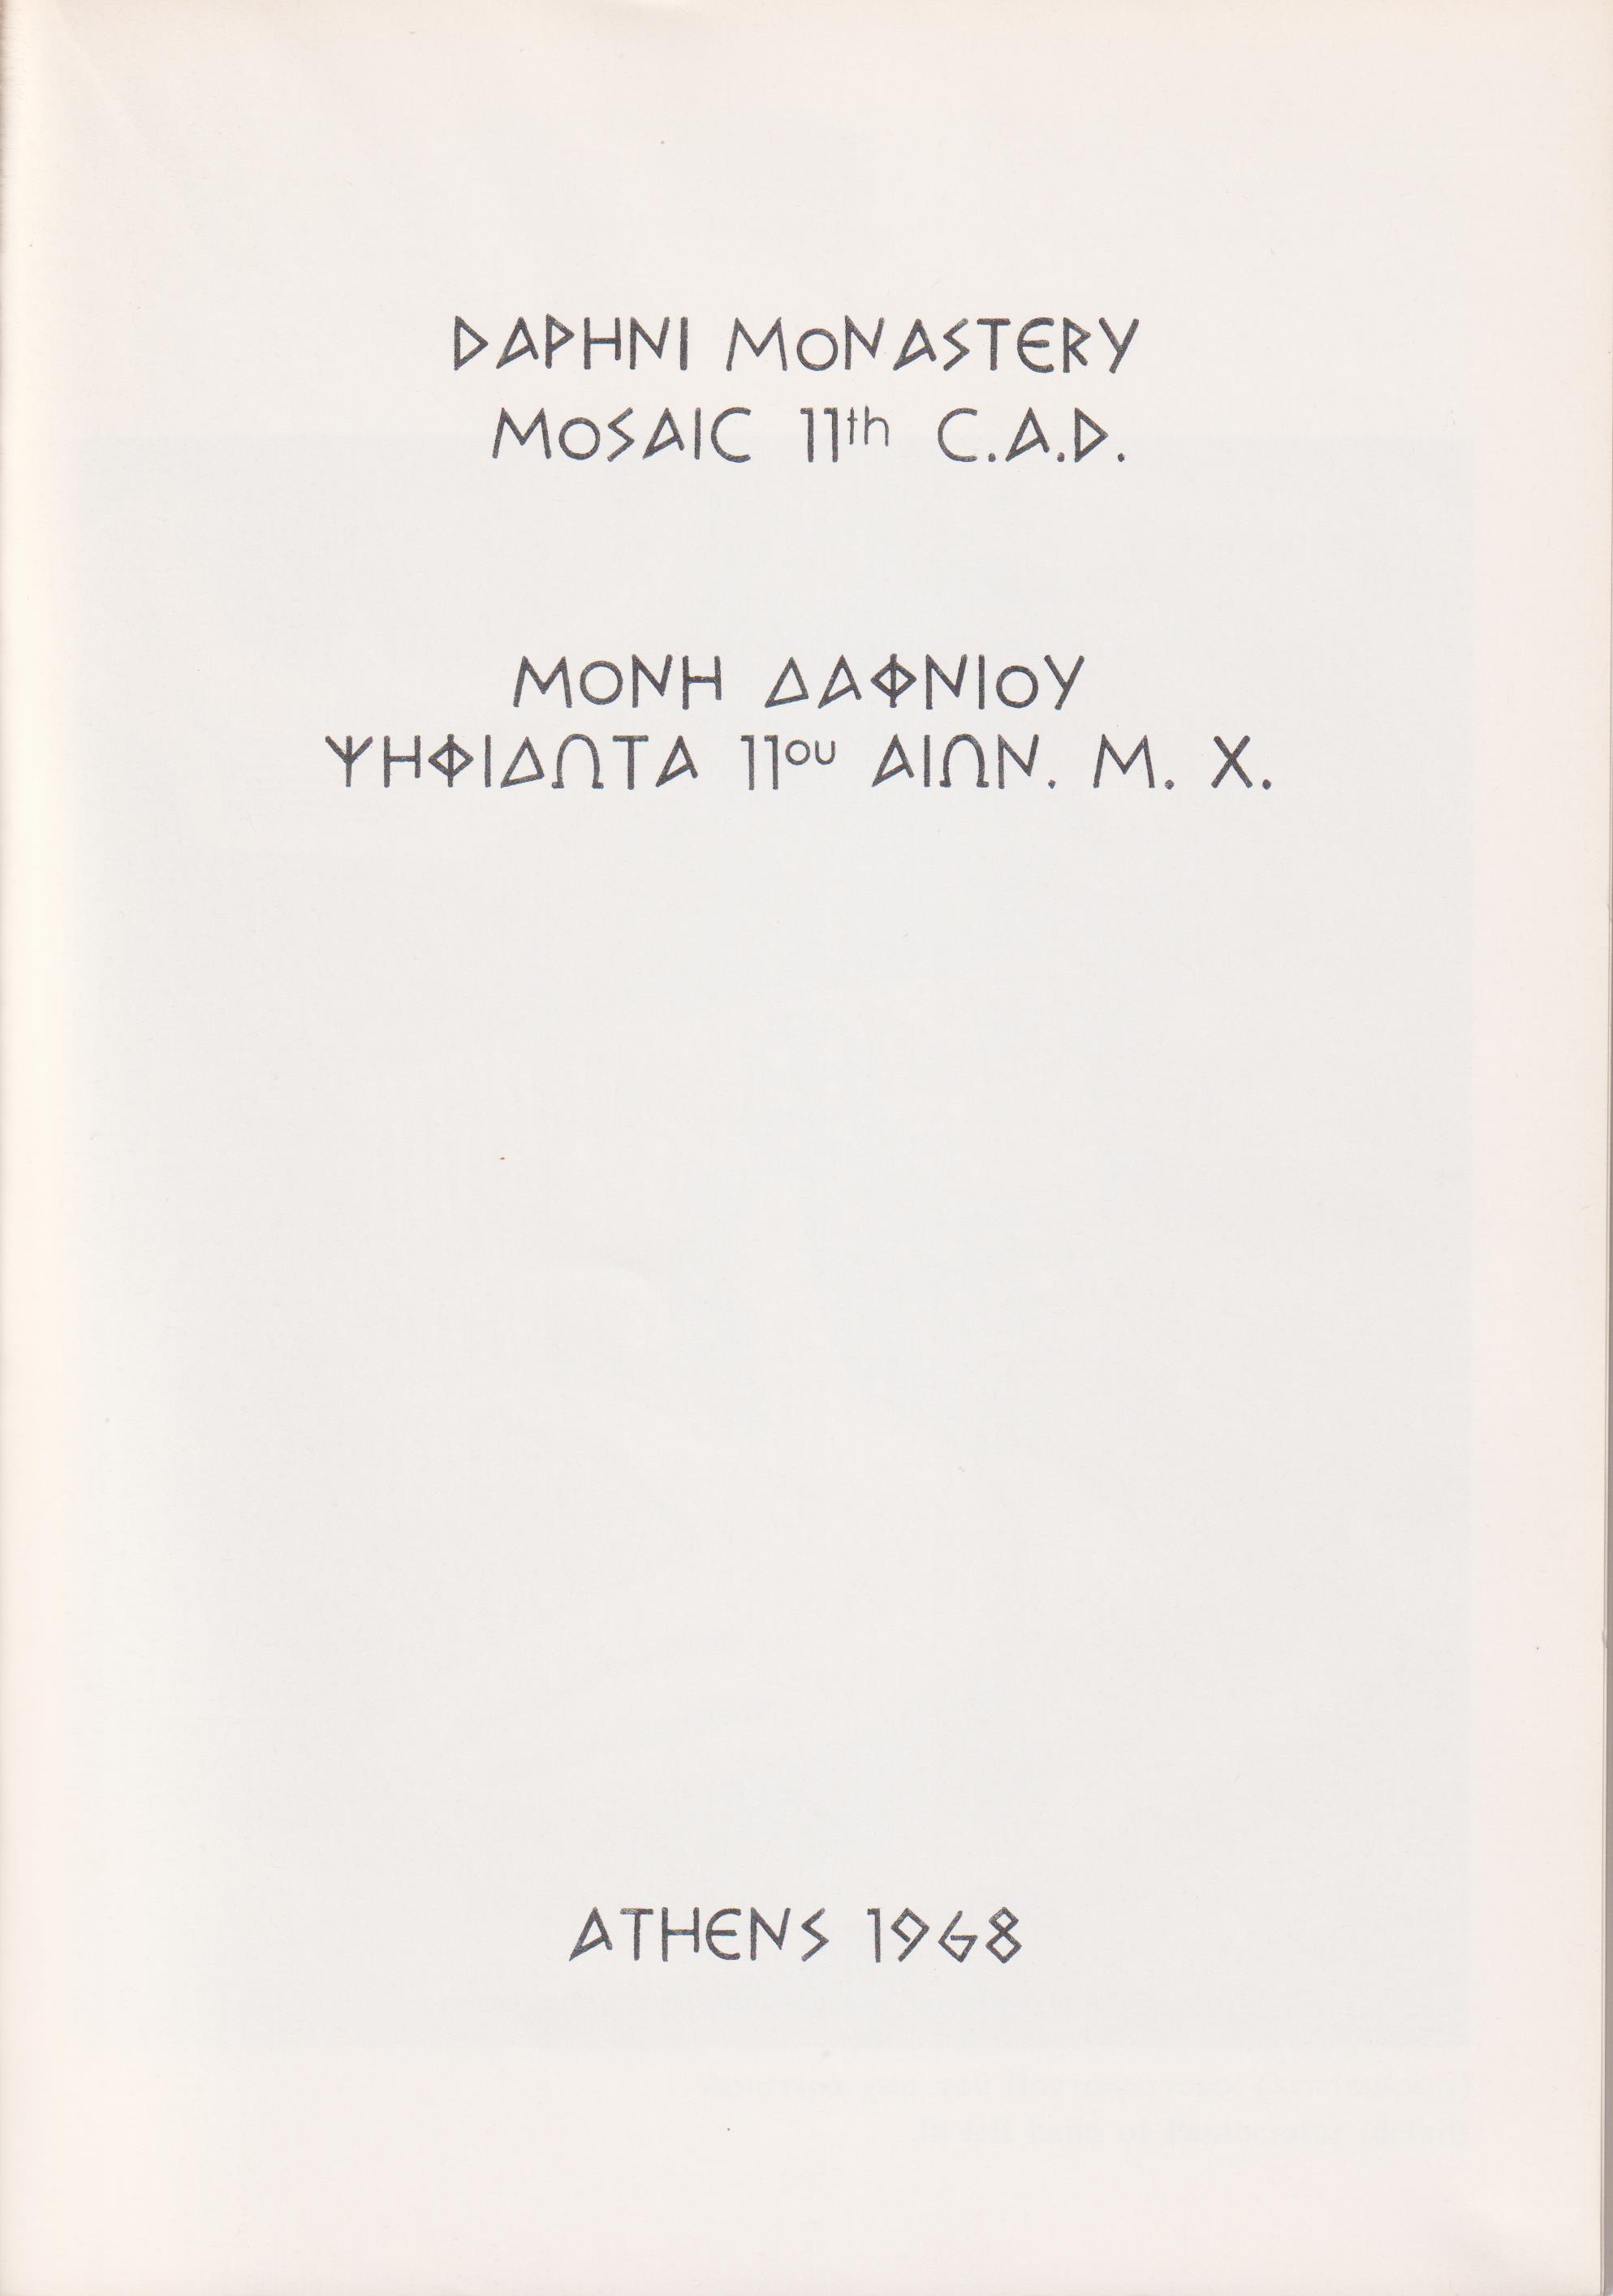 DAPHNI MONASTERY
MOSAIC 11th C.A.D.
ΜΟΝΗ ΔΑΦΝΙΟΥ
ΨΗΦΙΔΩΤΑ 11ου ΑΙΩΝ. Μ. Χ.
ATHENS 1968